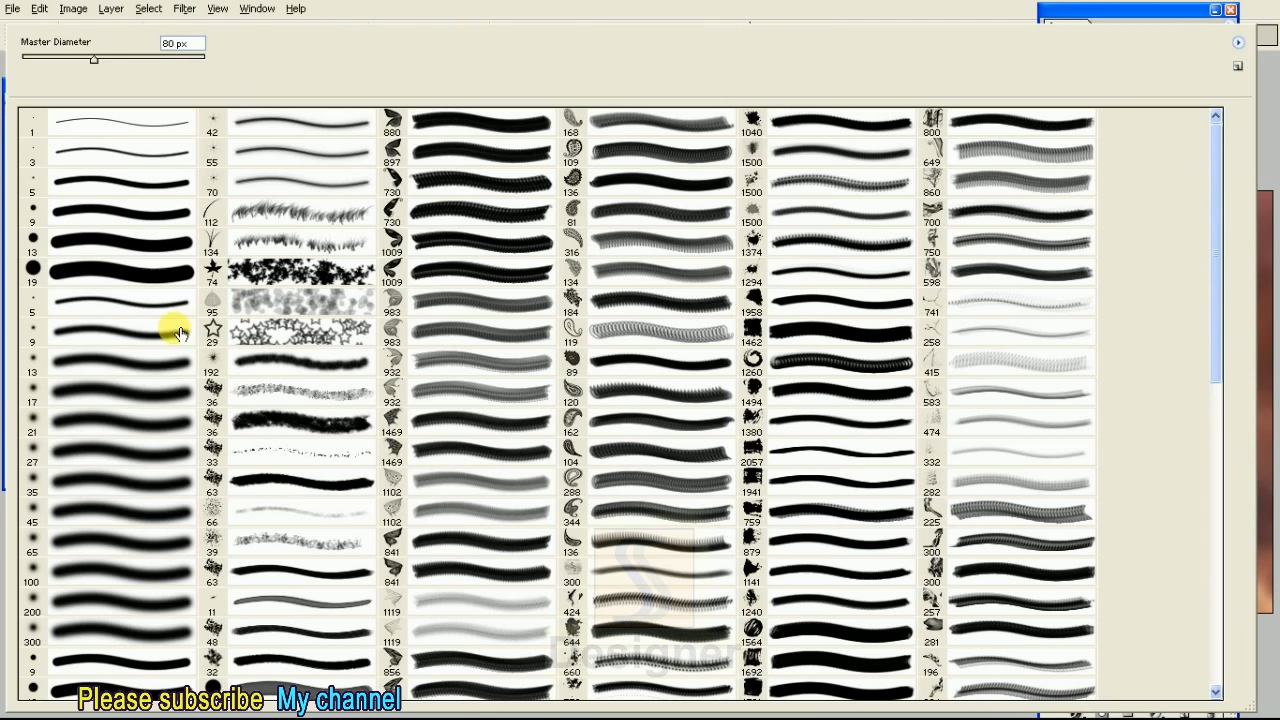 File Edit Image Layer Select Filter View Window Help
Master Diameter 80 px
1 42 880 168 1040 800
3 55 897 109 1500 649
5 70 730 136 1500 860
9 112 730 81 1500 700
13 134 1009 316 1374 750
19 74 1009 134 1294 598
5 95 983 184 1958 741
29 983 119 1462 258
13 192 932 89 1260 415
17 36 932 120 1494 583
21 36 1469 162 1380 474
27 33 1469 104 2057 332
35 63 1102 288 1941 282
45 66 1102 344 759 225
65 39 841 136 879 300
100 63 841 300 1141 300
200 11 1119 424 1240 257
300 48 1119 644 1564 281
9 32 856 660 1692 196
Designer
Please subscribe My channel